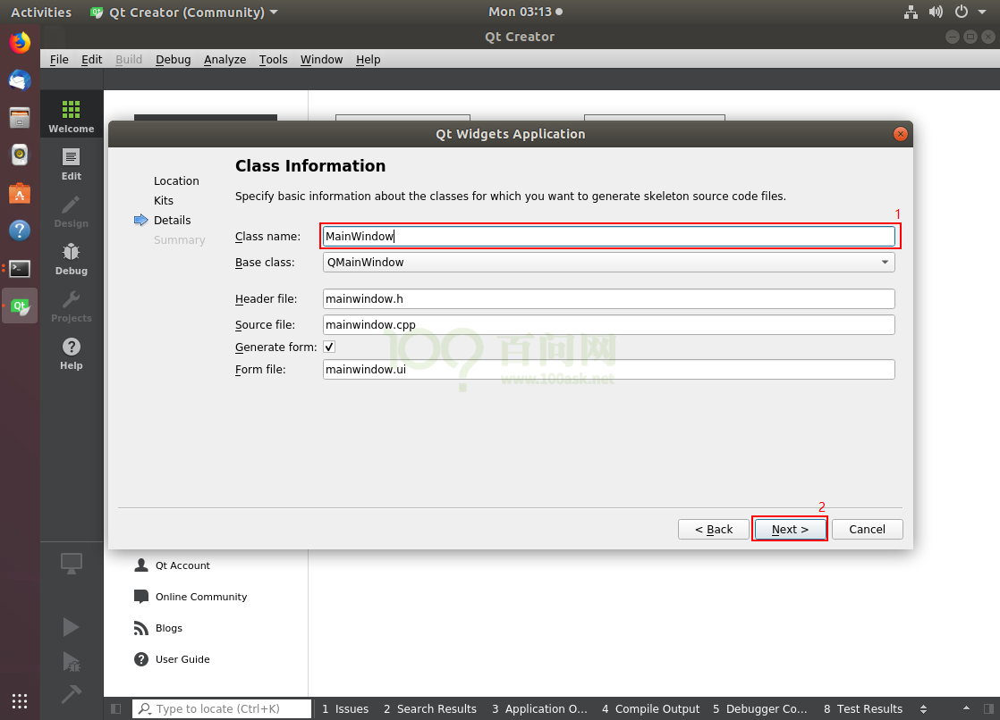 Activities Qt Creator (Community) Mon 03:13
Qt Creator
File Edit Build Debug Analyze Tools Window Help
Welcome
Edit
Design
Debug
Projects
Help
Qt Widgets Application
Location
Kits
Details
Summary
Class Information
Specify basic information about the classes for which you want to generate skeleton source code files.
1
Class name: MainWindow
Base class: QMainWindow
Header file: mainwindow.h
Source file: mainwindow.cpp
Generate form:
Form file: mainwindow.ui
100? 百问网
www.100ask.net
2
< Back Next > Cancel
Qt Account
Online Community
Blogs
User Guide
Type to locate (Ctrl+K) 1 Issues 2 Search Results 3 Application O... 4 Compile Output 5 Debugger Co... 8 Test Results